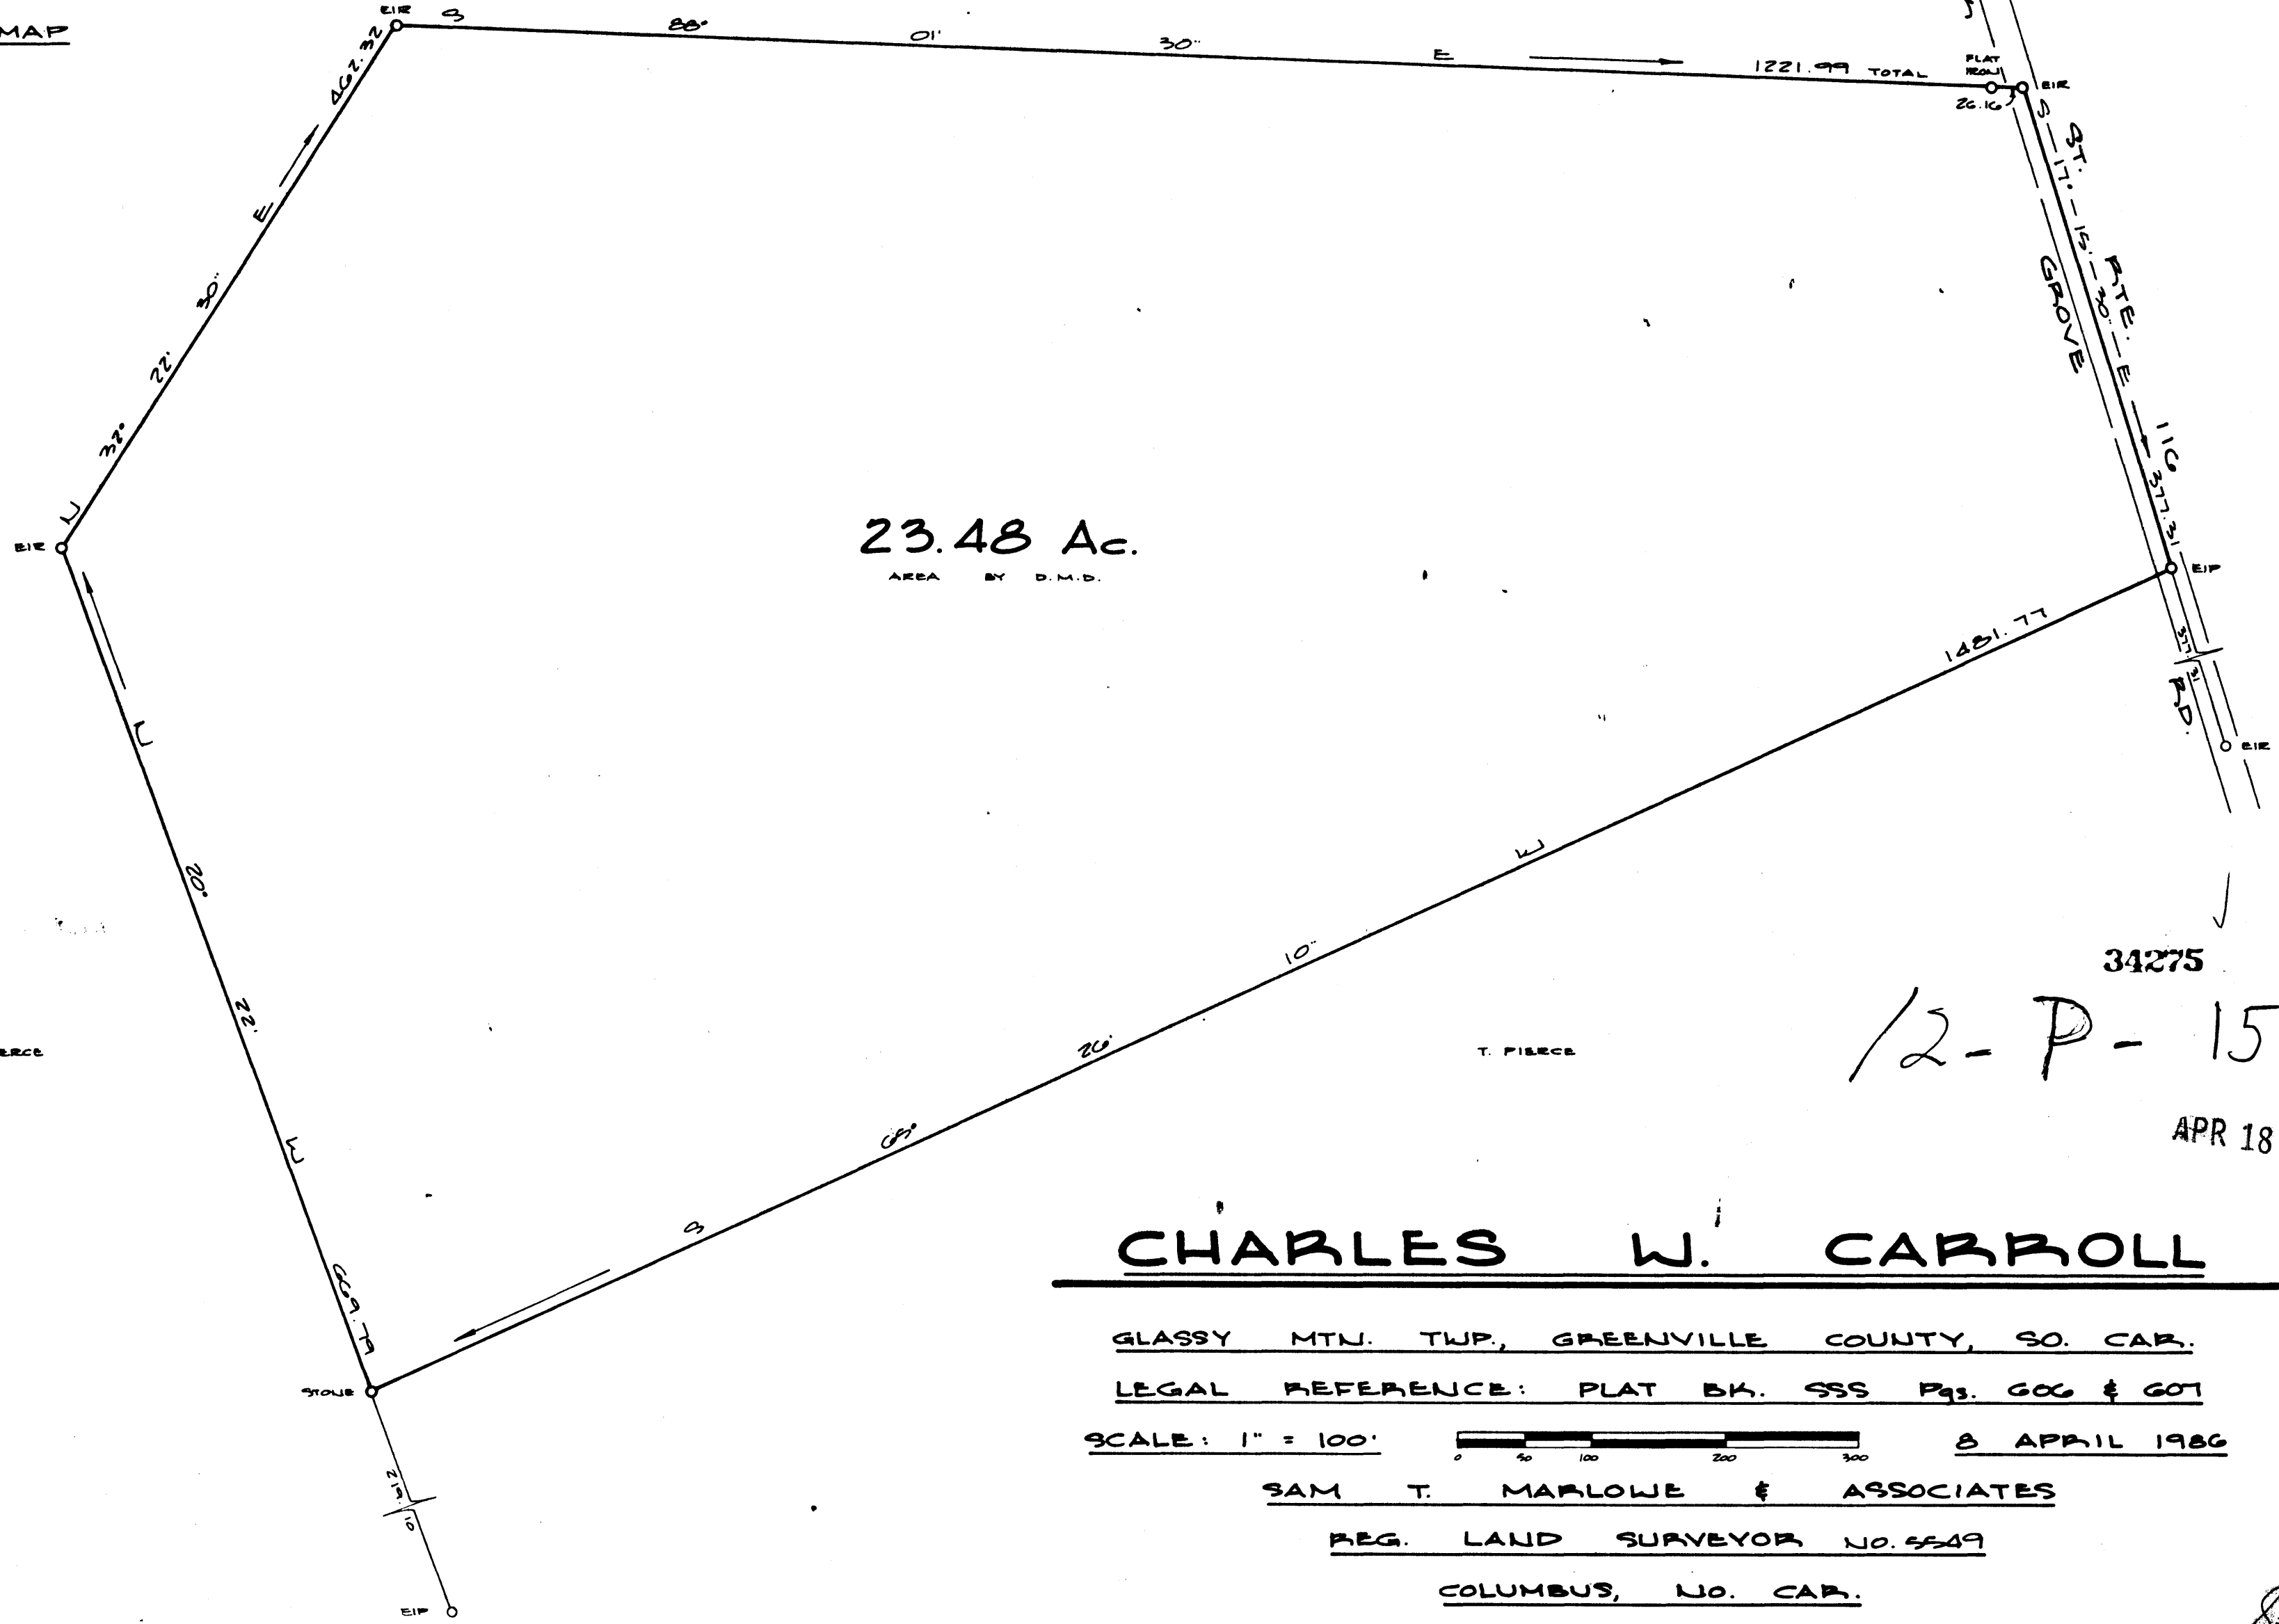 MAP
EIR
S 88° 01' 30" E 1221.99 TOTAL
FLAT IRON
26.16
EIR
N 32° 22' 30" E 462.32
S 17° 15' 30" E 377.31
ST. RTE. 116
GROVE RD.
EIR
23.48 Ac.
AREA BY D.M.D.
EIP
377.31
EIR
N 20° 22' W 669.79
S 65° 26' 10" W 1481.77
34275
12-P-15
ERCE
T. PIERCE
APR 18
CHARLES W. CARROLL
GLASSY MTN. TWP., GREENVILLE COUNTY, SO. CAR.
LEGAL REFERENCE: PLAT BK. SSS Pgs. 606 & 607
STONE
SCALE: 1" = 100'
0 50 100 200 300
8 APRIL 1986
SAM T. MARLOWE & ASSOCIATES
REG. LAND SURVEYOR NO. 5549
COLUMBUS, NO. CAR.
EIP